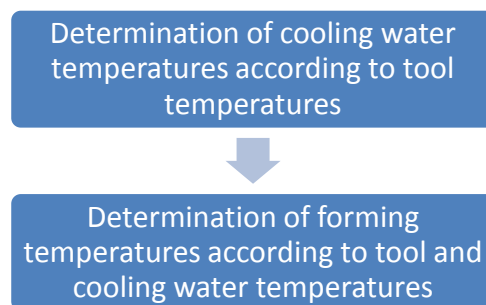 Determination of cooling water
temperatures according to tool
temperatures
Determination of forming
temperatures according to tool and
cooling water temperatures